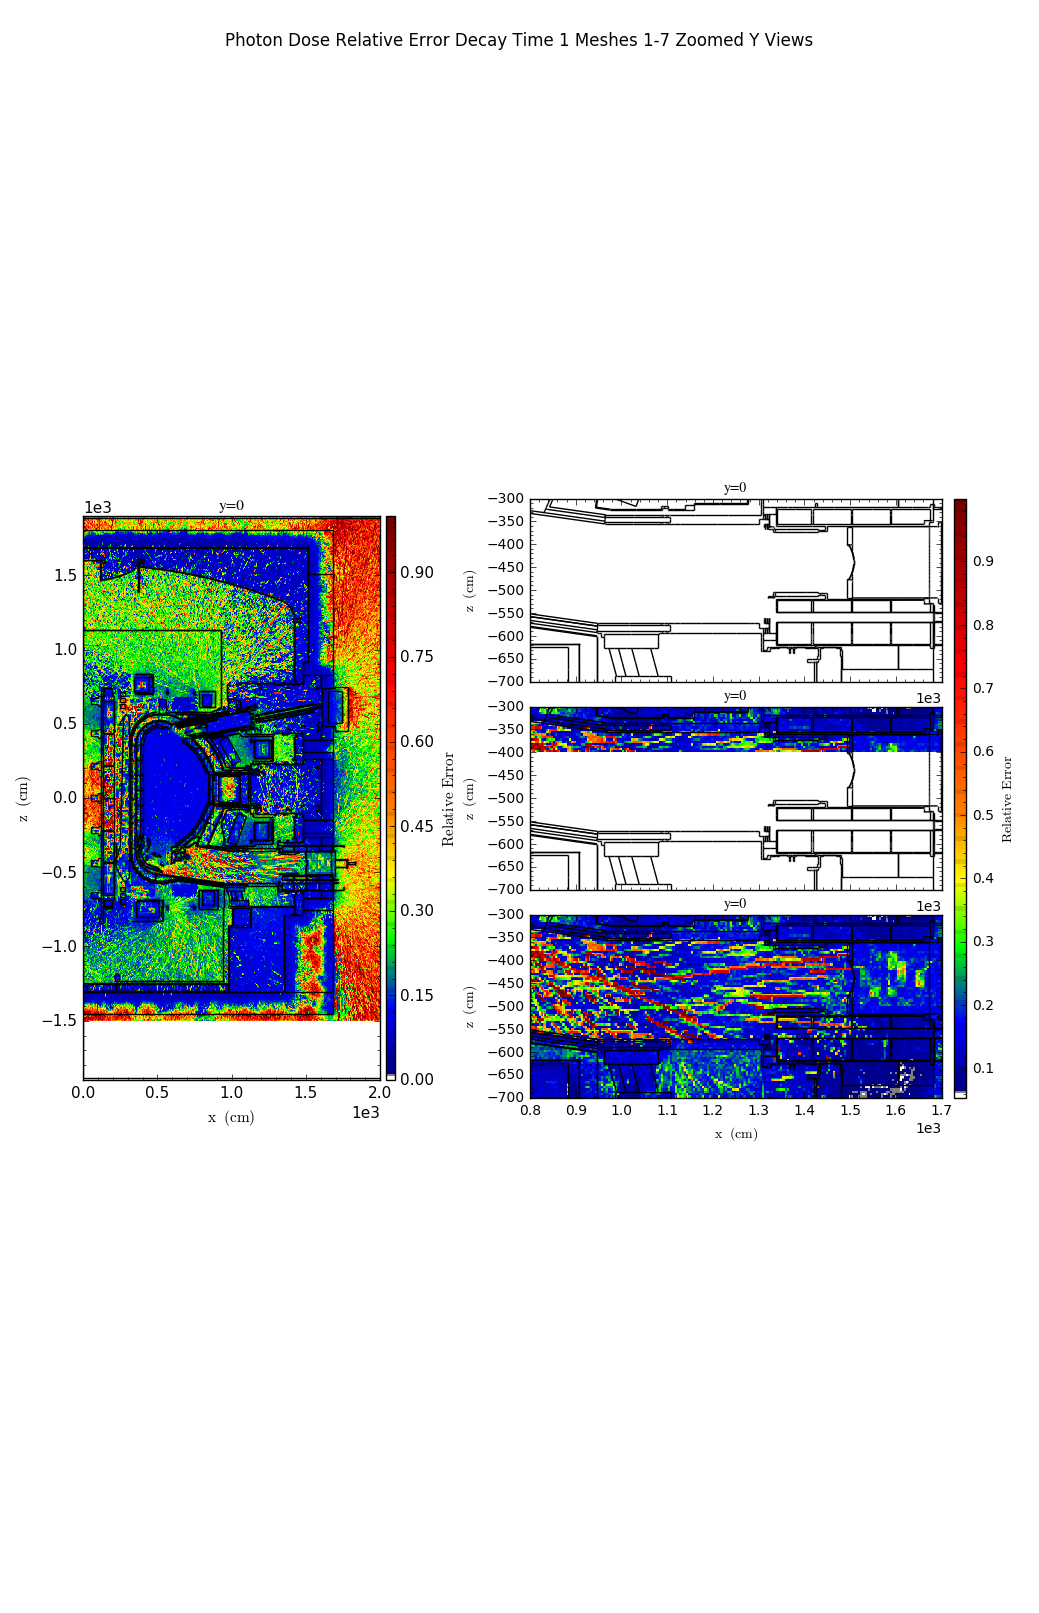 Photon Dose Relative Error Decay Time 1 Meshes 1-7 Zoomed Y Views
1e3
y=0
1.5
1.0
0.5
0.0
−0.5
−1.0
−1.5
z (cm)
0.0 0.5 1.0 1.5 2.0
1e3
x (cm)
0.90
0.75
0.60
0.45
0.30
0.15
0.00
Relative Error
y=0
−300
−350
−400
−450
−500
−550
−600
−650
−700
z (cm)
1e3
y=0
−300
−350
−400
−450
−500
−550
−600
−650
−700
z (cm)
1e3
y=0
−300
−350
−400
−450
−500
−550
−600
−650
−700
z (cm)
0.8 0.9 1.0 1.1 1.2 1.3 1.4 1.5 1.6 1.7
1e3
x (cm)
0.9
0.8
0.7
0.6
0.5
0.4
0.3
0.2
0.1
Relative Error